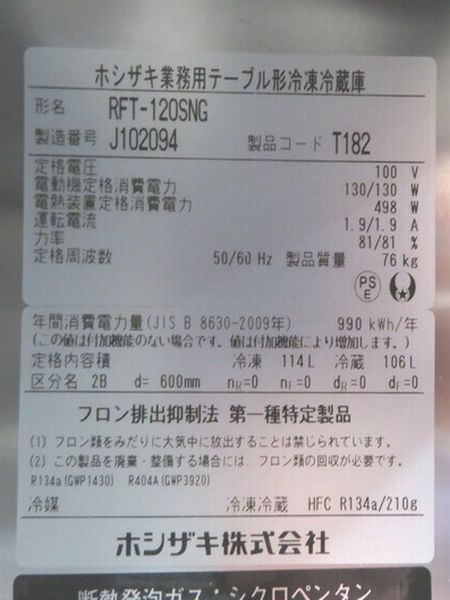 ホシザキ業務用テーブル形冷凍冷蔵庫
形名 RFT-120SNG
製造番号 J102094 製品コード T182
定格電圧 100 V
電動機定格消費電力 130/130 W
電熱装置定格消費電力 498 W
運転電流 1.9/1.9 A
力率 81/81 %
定格周波数 50/60 Hz 製品質量 76 kg
PS
E
年間消費電力量(JIS B 8630-2009年) 990 kWh/年
(この値は付加機能のない場合です。値は付加機能により増加します。)
定格内容積 冷凍 114L 冷蔵 106L
区分名 2B d= 600mm nR=0 nF=0 dR=0 dF=0
フロン排出抑制法 第一種特定製品
(1) フロン類をみだりに大気中に放出することは禁じられています。
(2) この製品を廃棄・整備する場合には、フロン類の回収が必要です。
R134a(GWP1430) R404A(GWP3920)
冷媒 冷凍冷蔵 HFC R134a/210g
ホシザキ株式会社
断熱発泡ガス:シクロペンタン